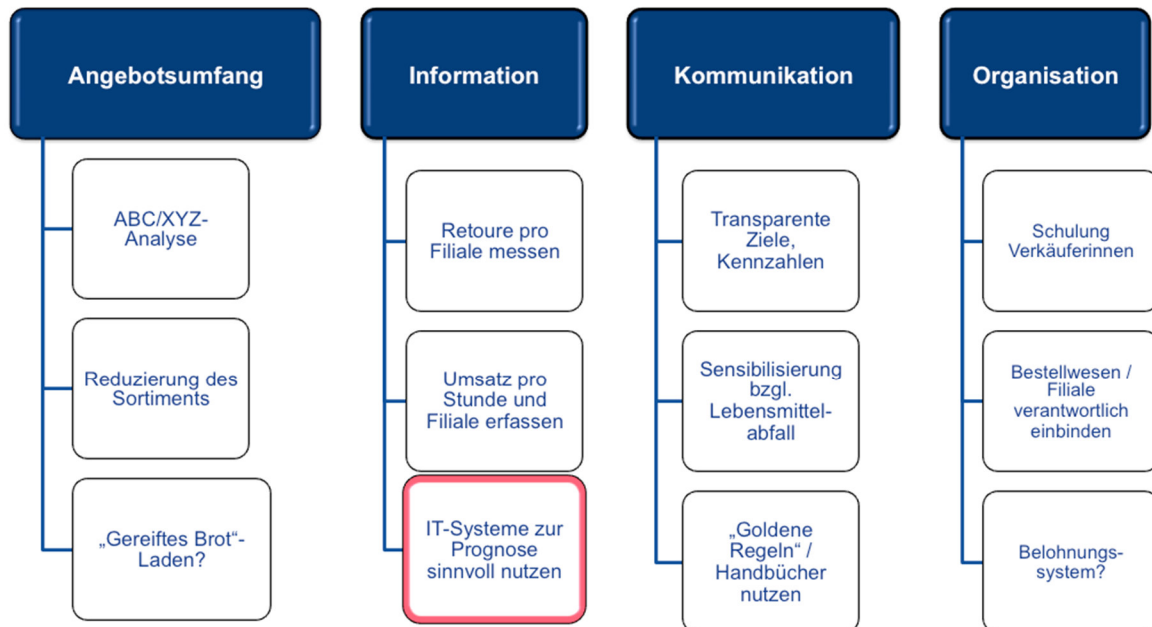 Angebotsumfang
ABC/XYZ-
Analyse
Reduzierung des
Sortiments
„Gereiftes Brot“-
Laden?
Information
Retoure pro
Filiale messen
Umsatz pro
Stunde und
Filiale erfassen
IT-Systeme zur
Prognose
sinnvoll nutzen
Kommunikation
Transparente
Ziele,
Kennzahlen
Sensibilisierung
bzgl.
Lebensmittel-
abfall
„Goldene
Regeln“ /
Handbücher
nutzen
Organisation
Schulung
Verkäuferinnen
Bestellwesen /
Filiale
verantwortlich
einbinden
Belohnungs-
system?